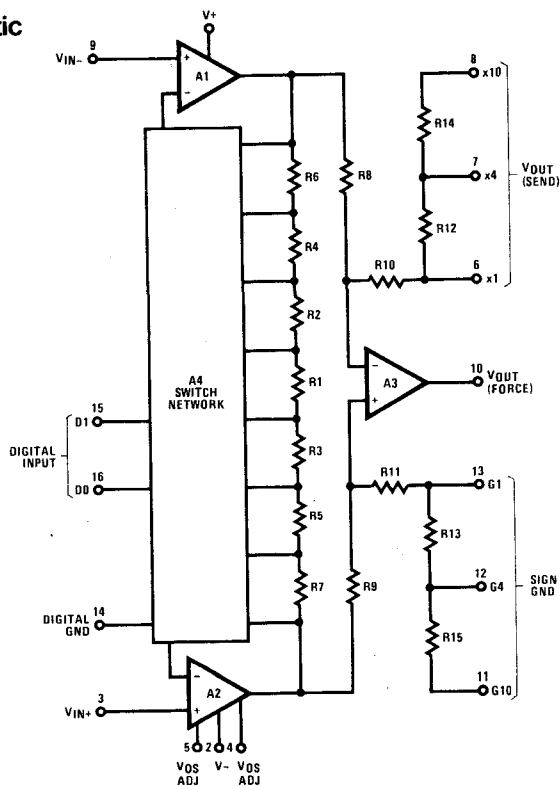 tic
V+
VIN-
9
+
A1
-
8
x10
R14
R6
R8
7
x4
VOUT
(SEND)
R4
R12
R10
6
x1
R2
-
A3
+
10
VOUT
(FORCE)
A4
SWITCH
NETWORK
R1
15
D1
DIGITAL
INPUT
16
D0
R3
R11
13
G1
R5
R13
12
G4
SIGN
GND
R7
R9
14
DIGITAL
GND
R15
11
G10
-
A2
+
3
VIN+
5
2
4
VOS
ADJ
V-
VOS
ADJ